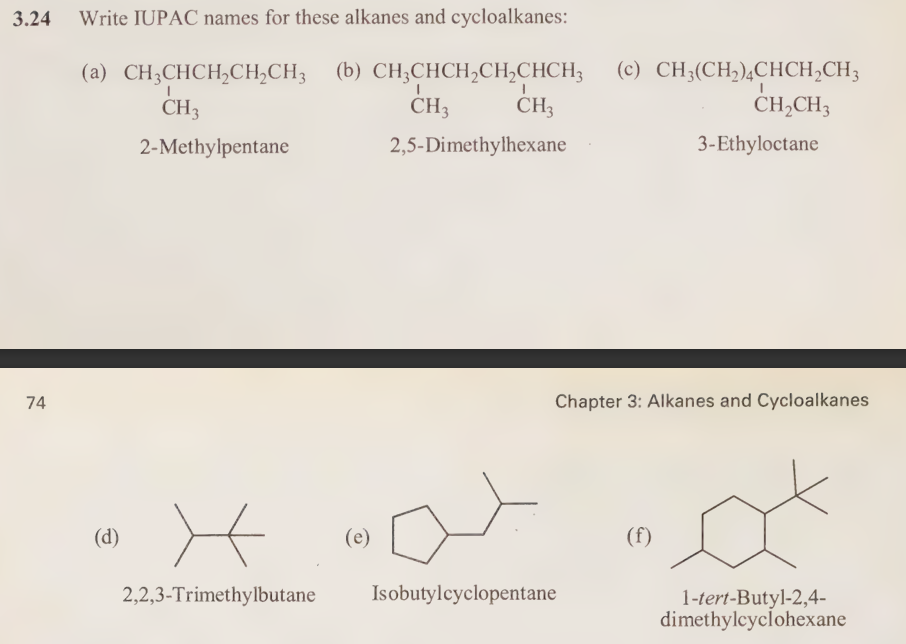 3.24 Write IUPAC names for these alkanes and cycloalkanes:
(a) CH₃CHCH₂CH₂CH₃ (b) CH₃CHCH₂CH₂CHCH₃ (c) CH₃(CH₂)₄CHCH₂CH₃
CH₃ CH₃ CH₃ CH₂CH₃
2-Methylpentane 2,5-Dimethylhexane 3-Ethyloctane
74 Chapter 3: Alkanes and Cycloalkanes
(d) (e) (f)
2,2,3-Trimethylbutane Isobutylcyclopentane 1-tert-Butyl-2,4-
dimethylcyclohexane